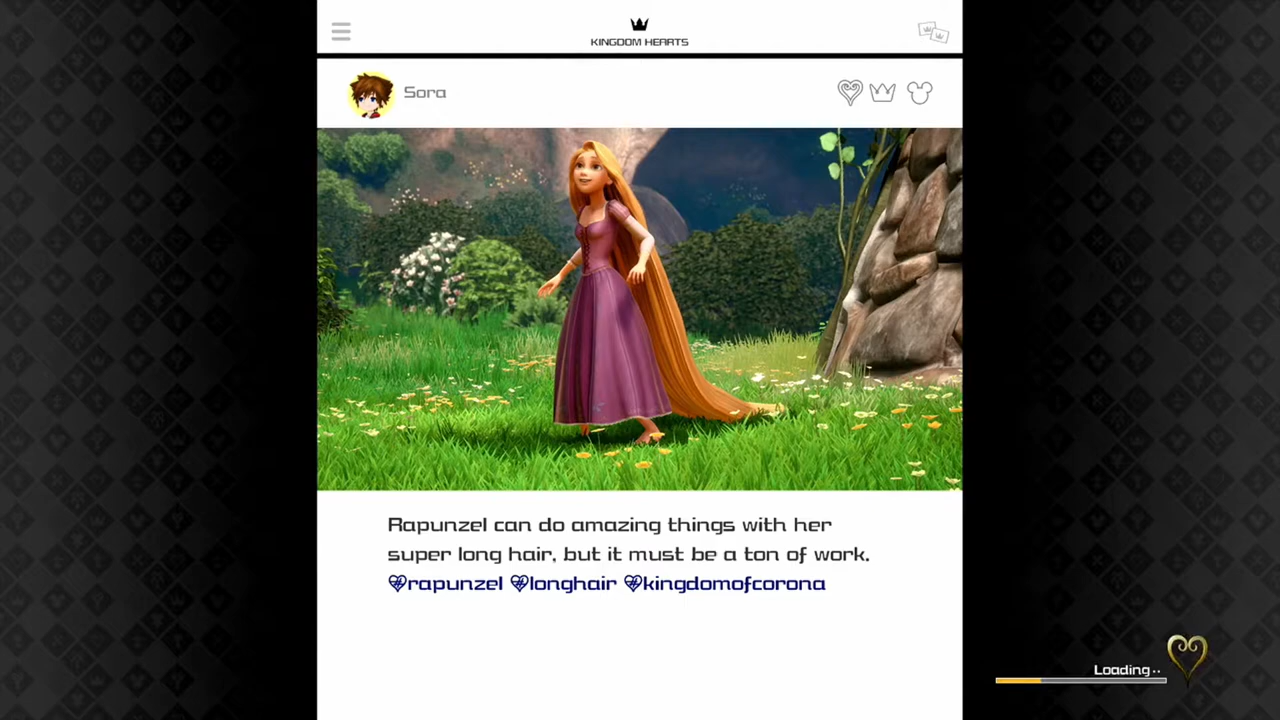 KINGDOM HEARTS
Sora
Rapunzel can do amazing things with her
super long hair, but it must be a ton of work.
rapunzel longhair kingdomofcorona
Loading..